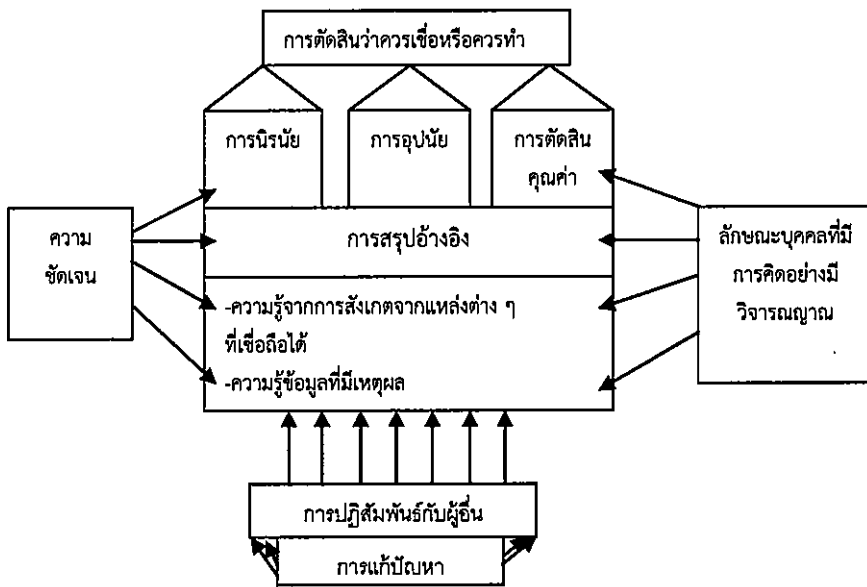 การตัดสินว่าควรเชื่อหรือควรทำ
การนิรนัย
การอุปนัย
การตัดสิน
คุณค่า
ความ
ชัดเจน
การสรุปอ้างอิง
ลักษณะบุคคลที่มี
การคิดอย่างมี
วิจารณญาณ
-ความรู้จากการสังเกตจากแหล่งต่าง ๆ
ที่เชื่อถือได้
-ความรู้ข้อมูลที่มีเหตุผล
การปฏิสัมพันธ์กับผู้อื่น
การแก้ปัญหา